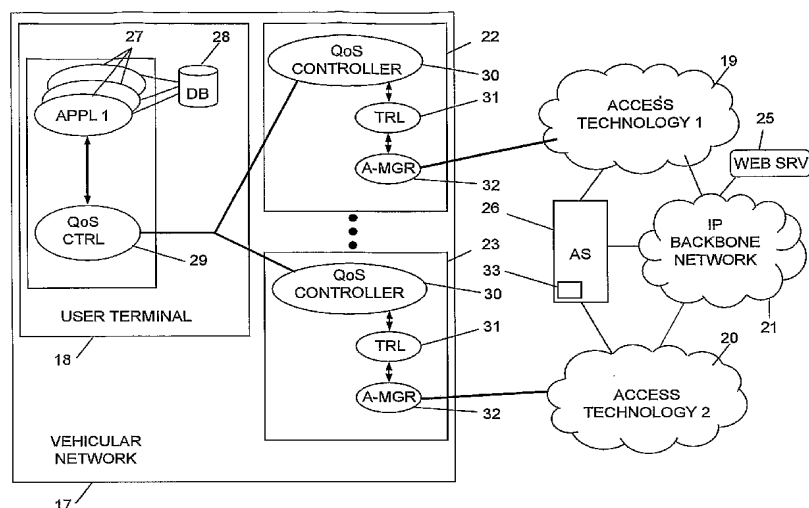 27
28
DB
APPL 1
QoS
CTRL
29
USER TERMINAL
18
VEHICULAR
NETWORK
17
QoS
CONTROLLER
22
30
TRL
31
A-MGR
32
QoS
CONTROLLER
23
30
TRL
31
A-MGR
32
19
ACCESS
TECHNOLOGY 1
25
WEB SRV
26
AS
33
IP
BACKBONE
NETWORK
21
20
ACCESS
TECHNOLOGY 2